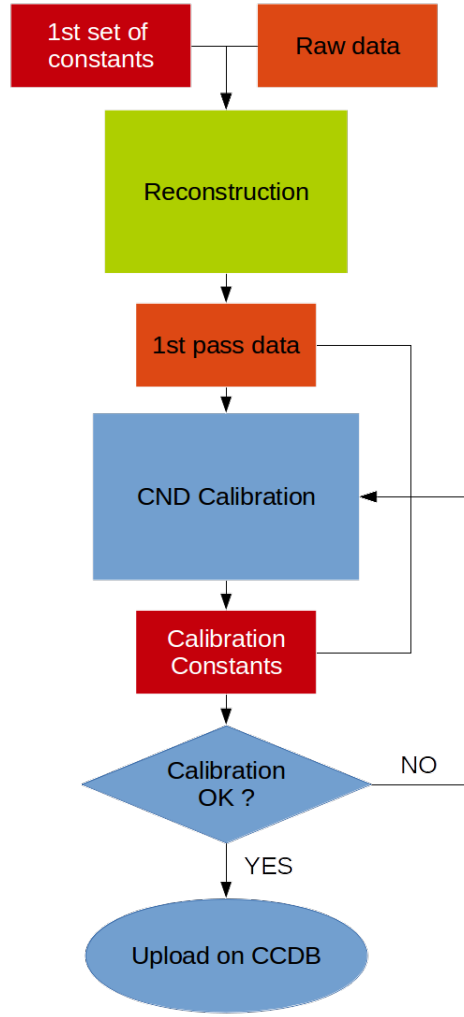 1st set of
constants
Raw data
Reconstruction
1st pass data
CND Calibration
Calibration
Constants
Calibration
OK ?
NO
YES
Upload on CCDB